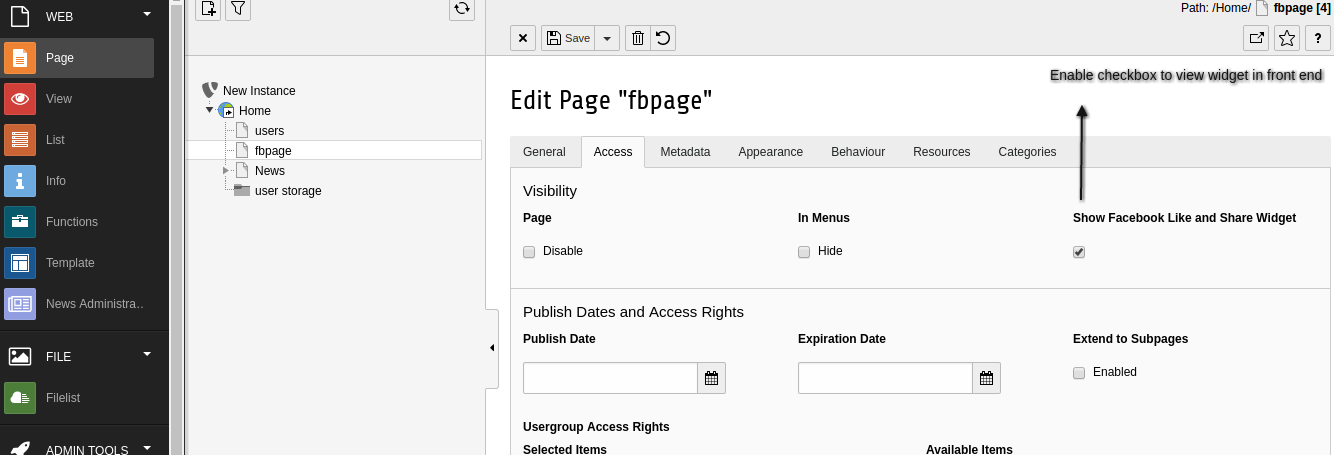 WEB
Page
View
List
Info
Functions
Template
News Administra..
FILE
Filelist
ADMIN TOOLS
New Instance
Home
users
fbpage
News
user storage
Path: /Home/ fbpage [4]
Save
?
Enable checkbox to view widget in front end
Edit Page "fbpage"
General Access Metadata Appearance Behaviour Resources Categories
Visibility
Page In Menus Show Facebook Like and Share Widget
Disable Hide
Publish Dates and Access Rights
Publish Date Expiration Date Extend to Subpages
Enabled
Usergroup Access Rights
Selected Items Available Items